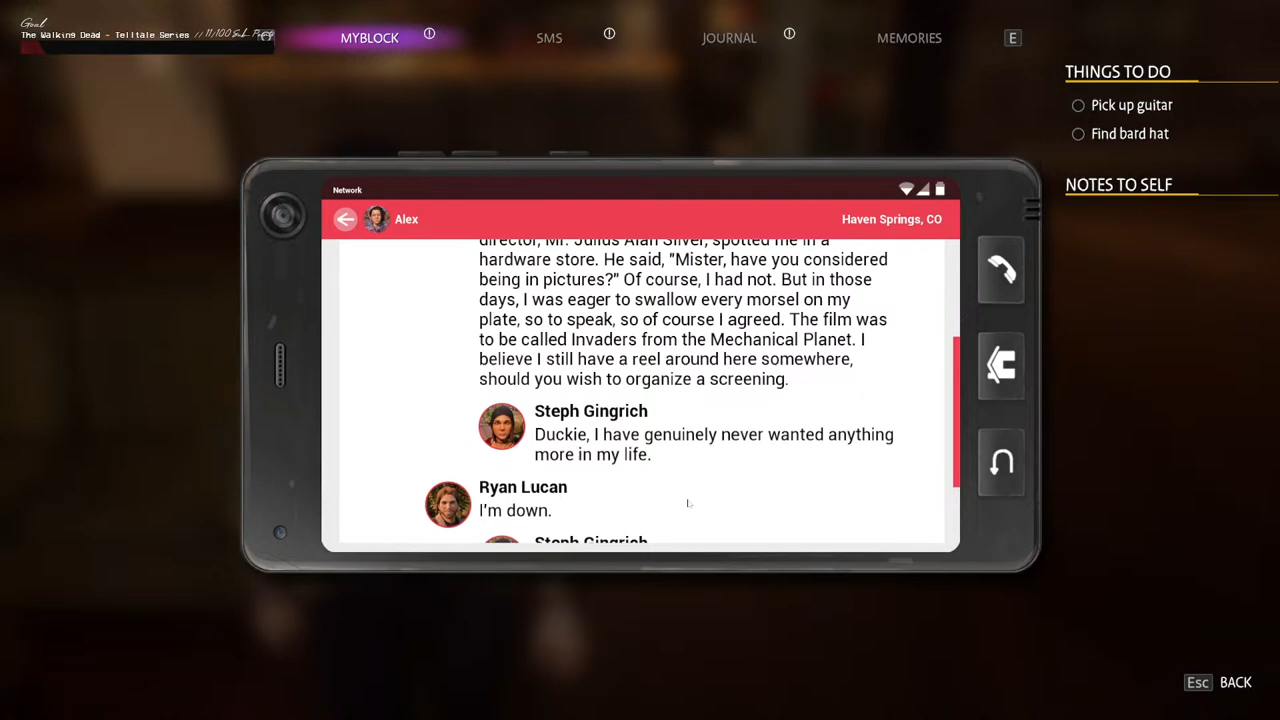 Goal
The Walking Dead - Telltale Series // 11/100
MYBLOCK
SMS
JOURNAL
MEMORIES
E
THINGS TO DO
Pick up guitar
Find bard hat
NOTES TO SELF
Network
Alex
Haven Springs, CO
director, Mr. Julius Alan Silver, spotted me in a
hardware store. He said, "Mister, have you considered
being in pictures?" Of course, I had not. But in those
days, I was eager to swallow every morsel on my
plate, so to speak, so of course I agreed. The film was
to be called Invaders from the Mechanical Planet. I
believe I still have a reel around here somewhere,
should you wish to organize a screening.
Steph Gingrich
Duckie, I have genuinely never wanted anything
more in my life.
Ryan Lucan
I'm down.
Steph Gingrich
Esc BACK